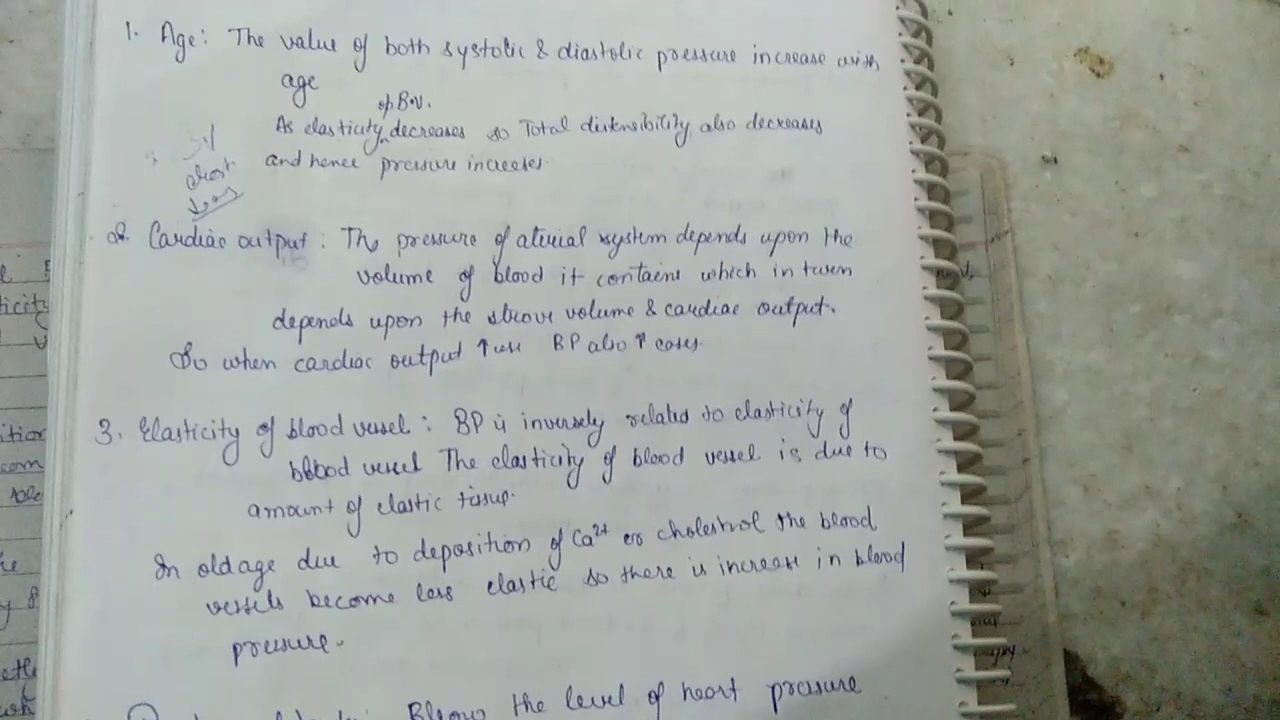 1. Age: The value of both systolic & diastolic pressure increase with
age
of B.V.
As elasticity decreases so Total distensibility also decreases
and hence pressure increases.
2. Cardiac output: The pressure of aterial system depends upon the
volume of blood it contains which in turen
depends upon the strove volume & cardiac output.
So when cardiac output ↑use BP also ↑ cases.
3. Elasticity of blood vessel: BP is inversely related to elasticity of
blood vessel The elasticity of blood vessel is due to
amount of elastic tissue.
In oldage due to deposition of Ca2+ or cholestrol the blood
vessels become less elastic so there is increase in blood
pressure.
the level of heart pressure